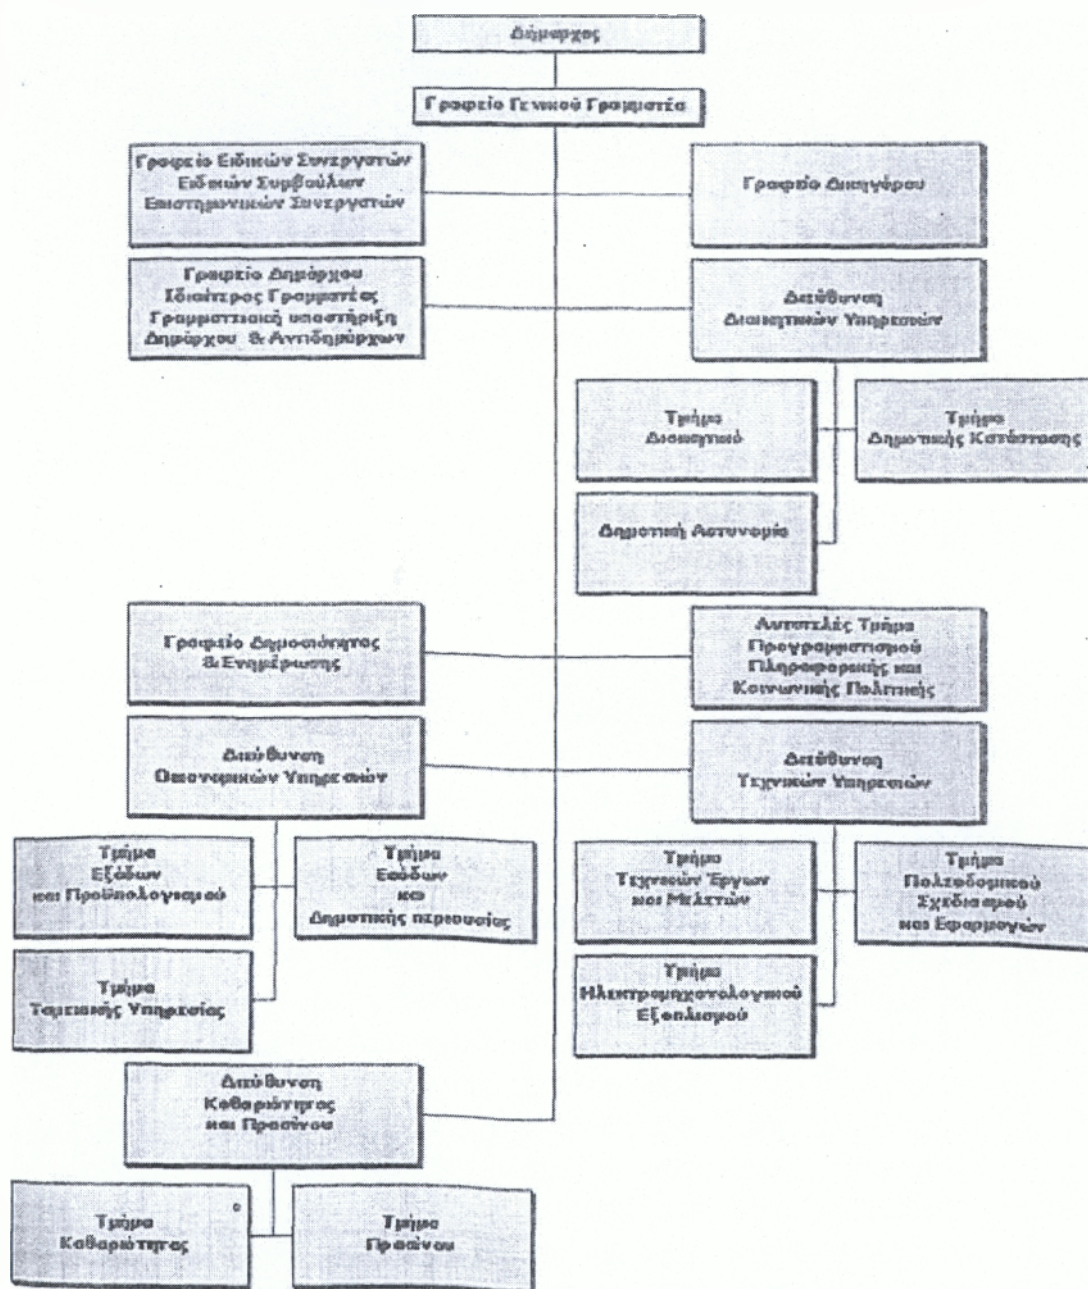 Δήμαρχος
Γραφείο Γενικού Γραμματέα
Γραφείο Ειδικών Συνεργατών
Ειδικών Συμβούλων
Επιστημονικών Συνεργατών
Γραφείο Δικηγόρου
Γραφείο Δημάρχου
Ιδιαίτερος Γραμματέας
Γραμματειακή υποστήριξη
Δημάρχου & Αντιδημάρχων
Διεύθυνση
Διοικητικών Υπηρεσιών
Τμήμα
Διοικητικό
Τμήμα
Δημοτικής Κατάστασης
Δημοτική Αστυνομία
Γραφείο Δημοσιότητας
& Ενημέρωσης
Αυτοτελές Τμήμα
Προγραμματισμού
Πληροφορικής και
Κοινωνικής Πολιτικής
Διεύθυνση
Οικονομικών Υπηρεσιών
Διεύθυνση
Τεχνικών Υπηρεσιών
Τμήμα
Εξόδων
και Προϋπολογισμού
Τμήμα
Εσόδων
και
Δημοτικής περιουσίας
Τμήμα
Τεχνικών Έργων
και Μελετών
Τμήμα
Πολεοδομικού
Σχεδιασμού
και Εφαρμογών
Τμήμα
Ταμειακής Υπηρεσίας
Τμήμα
Ηλεκτρομηχανολογικού
Εξοπλισμού
Διεύθυνση
Καθαριότητας
και Πρασίνου
Τμήμα
Καθαριότητας
Τμήμα
Πρασίνου